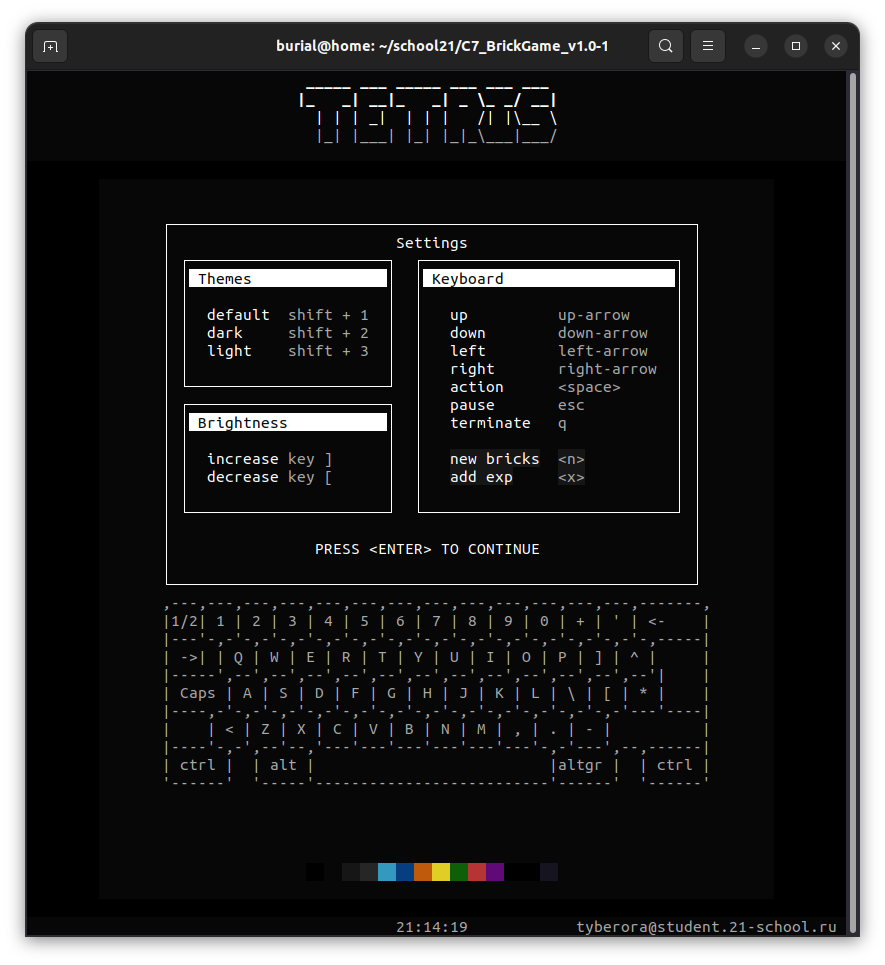 burial@home: ~/school21/C7_BrickGame_v1.0-1
TETRIS
Settings
Themes
default shift + 1
dark shift + 2
light shift + 3
Brightness
increase key ]
decrease key [
Keyboard
up up-arrow
down down-arrow
left left-arrow
right right-arrow
action <space>
pause esc
terminate q
new bricks <n>
add exp <x>
PRESS <ENTER> TO CONTINUE
,---,---,---,---,---,---,---,---,---,---,---,---,---,-------,
|1/2| 1 | 2 | 3 | 4 | 5 | 6 | 7 | 8 | 9 | 0 | + | ' | <-    |
|---'-,-'-,-'-,-'-,-'-,-'-,-'-,-'-,-'-,-'-,-'-,-'-,-'-,-----|
| ->| | Q | W | E | R | T | Y | U | I | O | P | ] | ^ |     |
|-----',--',--',--',--',--',--',--',--',--',--',--',--'|    |
| Caps | A | S | D | F | G | H | J | K | L | \ | [ | * |    |
|----,-'-,-'-,-'-,-'-,-'-,-'-,-'-,-'-,-'-,-'-,-'-,-'---'----|
|    | < | Z | X | C | V | B | N | M | , | . | - |          |
|----'-,-',--'--,'---'---'---'---'---'---'-,-'---',--,------|
| ctrl |  | alt |                          |altgr |  | ctrl |
'------'  '-----'--------------------------'------'  '------'
21:14:19 tyberora@student.21-school.ru